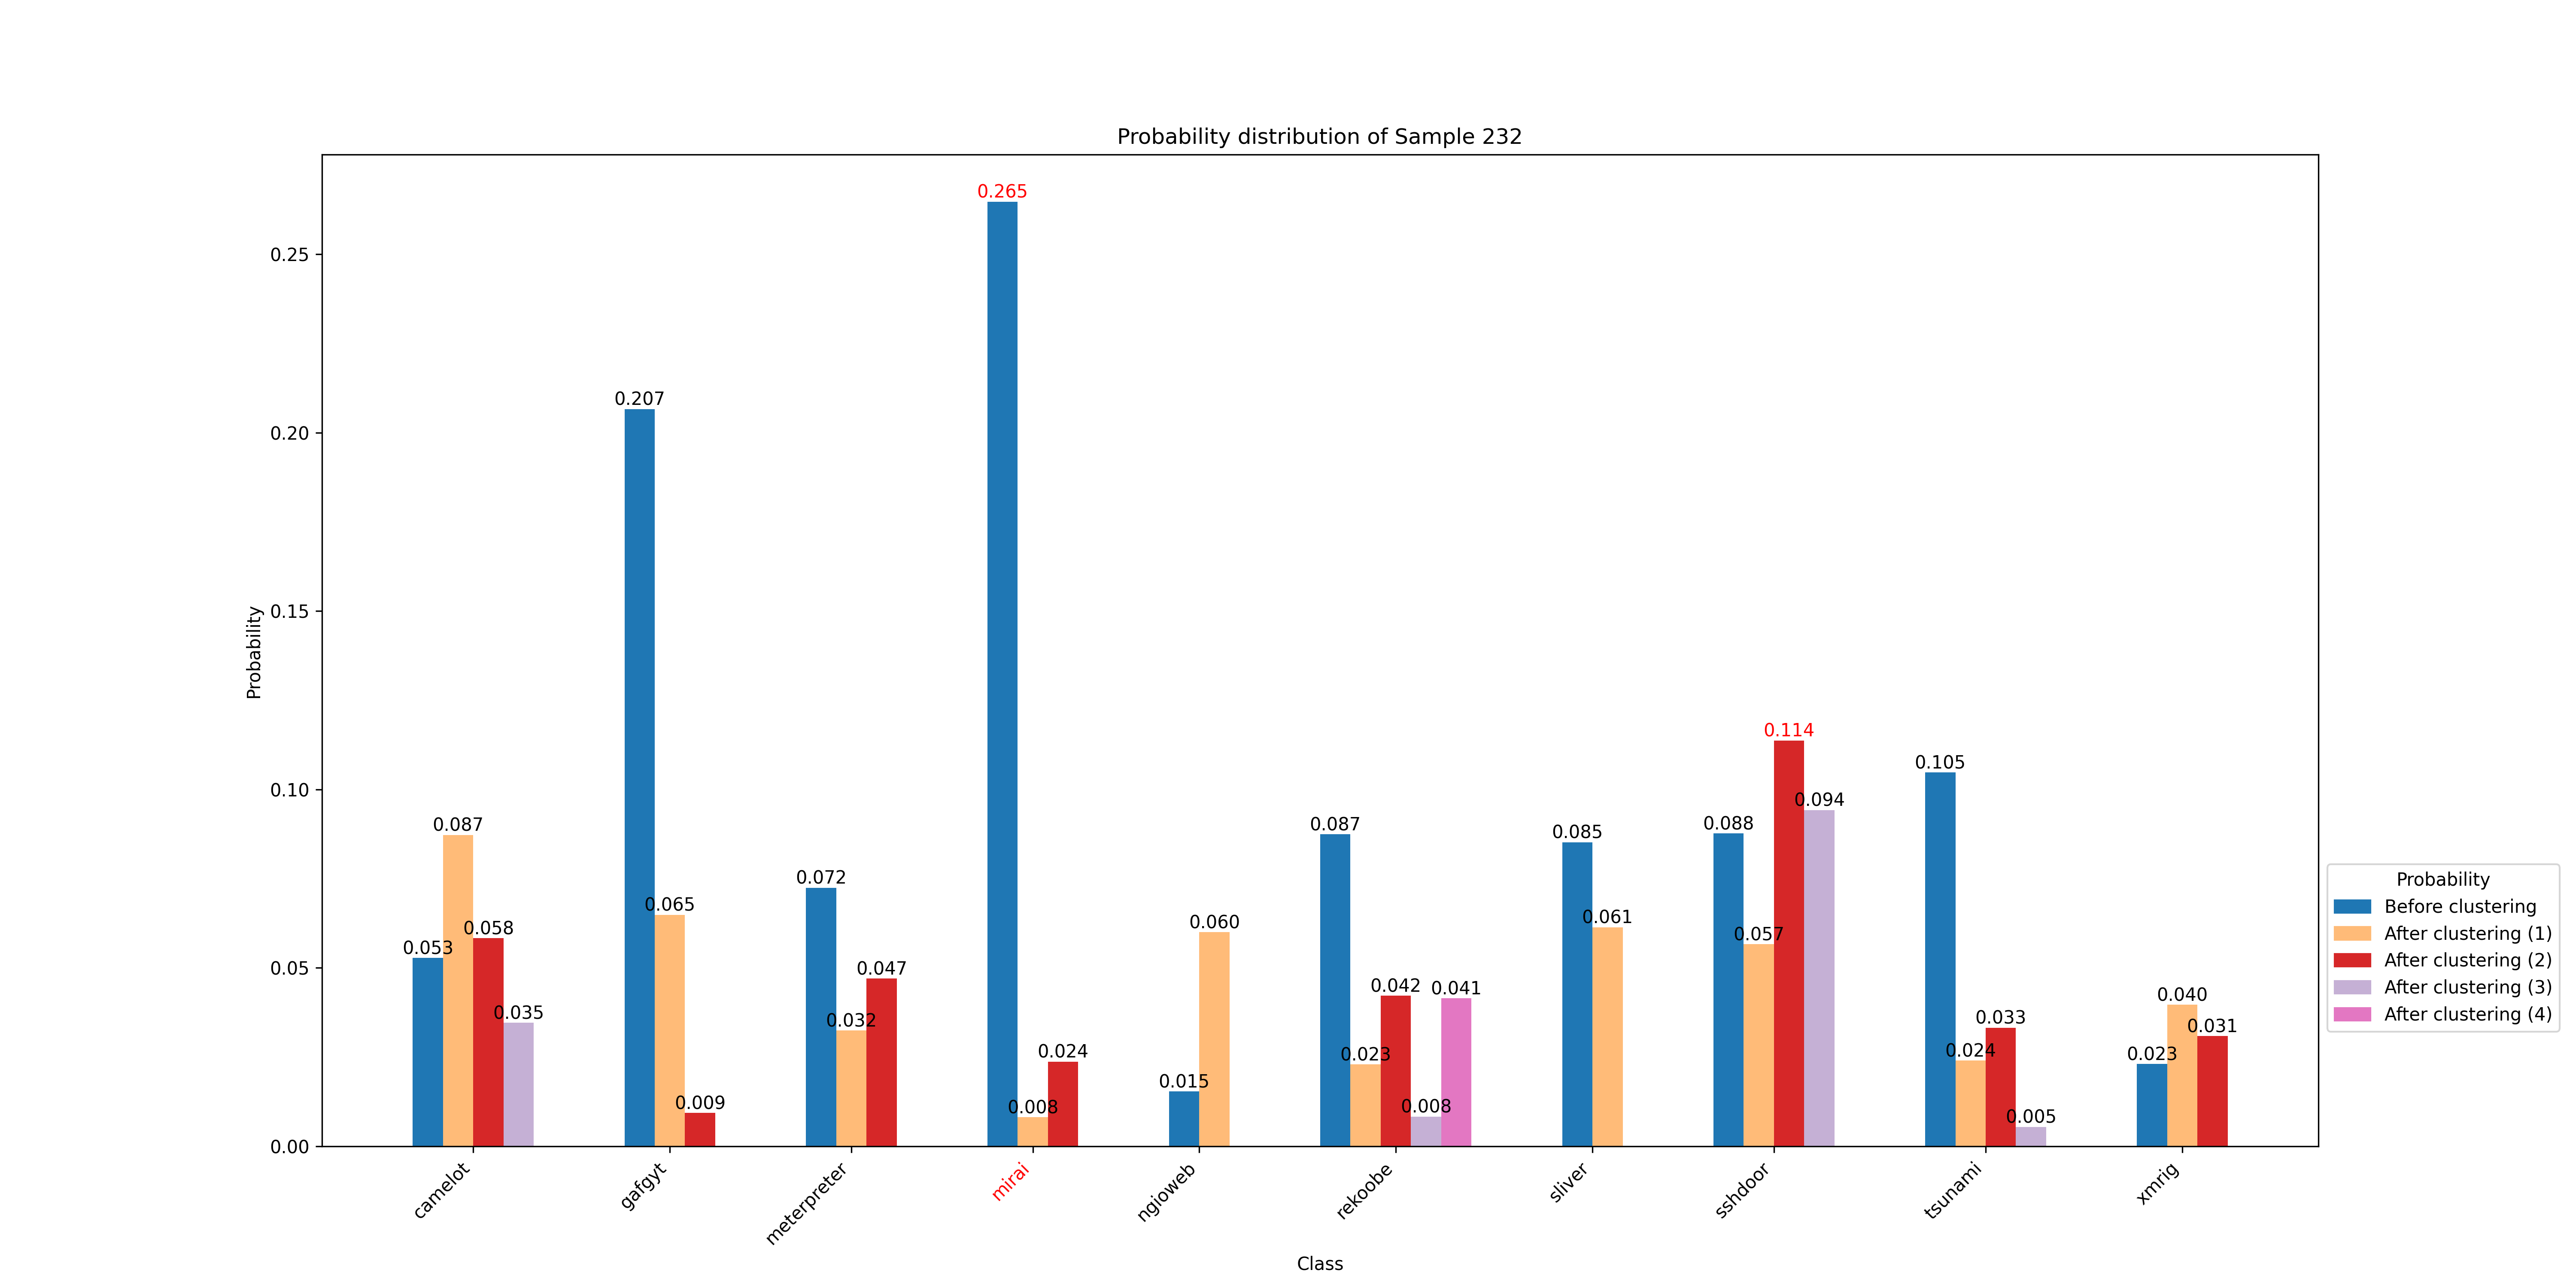 Probability distribution of Sample 232
Probability
0.25
0.20
0.15
0.10
0.05
0.00
0.053
0.087
0.058
0.035
0.207
0.065
0.009
0.072
0.032
0.047
0.265
0.008
0.024
0.015
0.060
0.087
0.023
0.042
0.008
0.041
0.085
0.061
0.088
0.057
0.114
0.094
0.105
0.024
0.033
0.005
0.023
0.040
0.031
camelot
gafgyt
meterpreter
mirai
ngioweb
rekoobe
sliver
sshdoor
tsunami
xmrig
Class
Probability
Before clustering
After clustering (1)
After clustering (2)
After clustering (3)
After clustering (4)